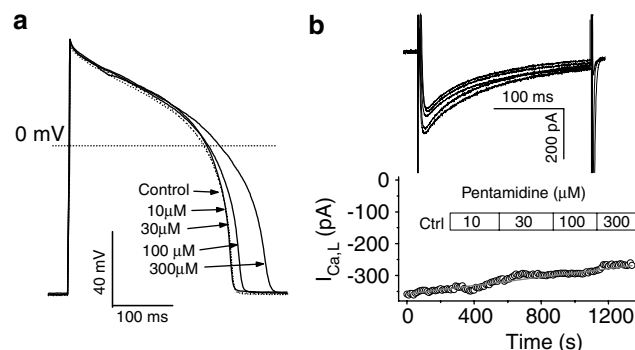 a
0 mV
Control
10µM
30µM
100 µM
300µM
40 mV
100 ms
b
100 ms
200 pA
Pentamidine (µM)
Ctrl 10 30 100 300
I Ca,L (pA)
0
-100
-200
-300
0 400 800 1200
Time (s)